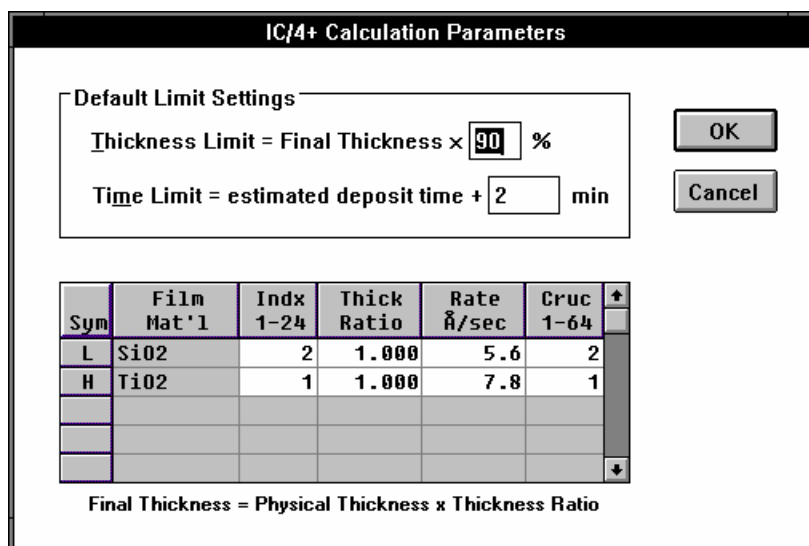 IC/4+ Calculation Parameters
Default Limit Settings
Thickness Limit = Final Thickness × 90 %
Time Limit = estimated deposit time + 2 min
OK
Cancel
Sym Film Mat'l Indx 1-24 Thick Ratio Rate Å/sec Cruc 1-64
L SiO2 2 1.000 5.6 2
H TiO2 1 1.000 7.8 1
Final Thickness = Physical Thickness x Thickness Ratio